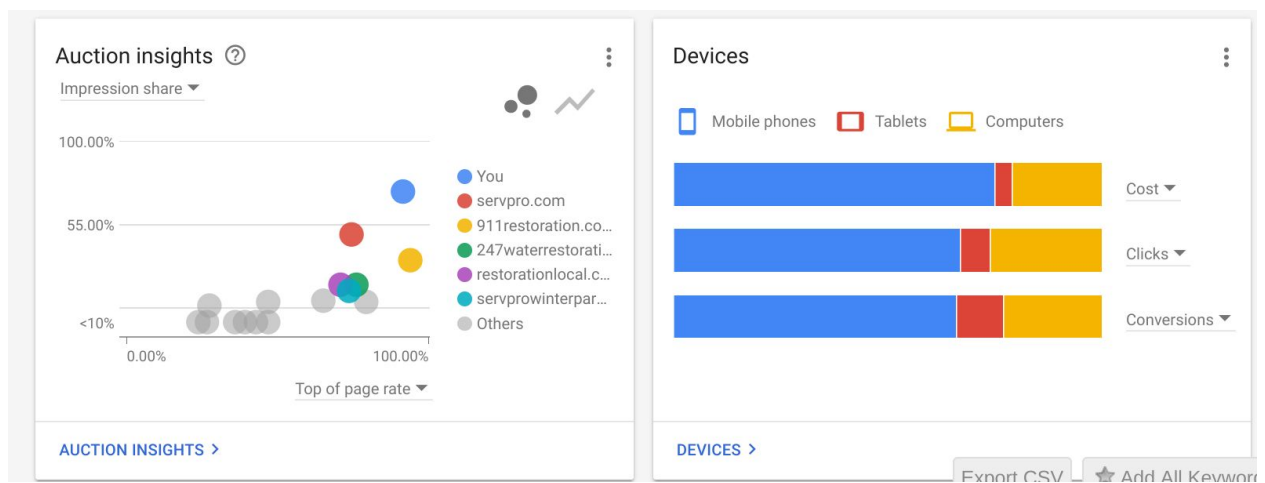 Auction insights
Impression share
100.00%
55.00%
<10%
0.00%
100.00%
Top of page rate
You
servpro.com
911restoration.co...
247waterrestorati...
restorationlocal.c...
servprowinterpar...
Others
AUCTION INSIGHTS
Devices
Mobile phones
Tablets
Computers
Cost
Clicks
Conversions
DEVICES
Export CSV
Add All Keywor